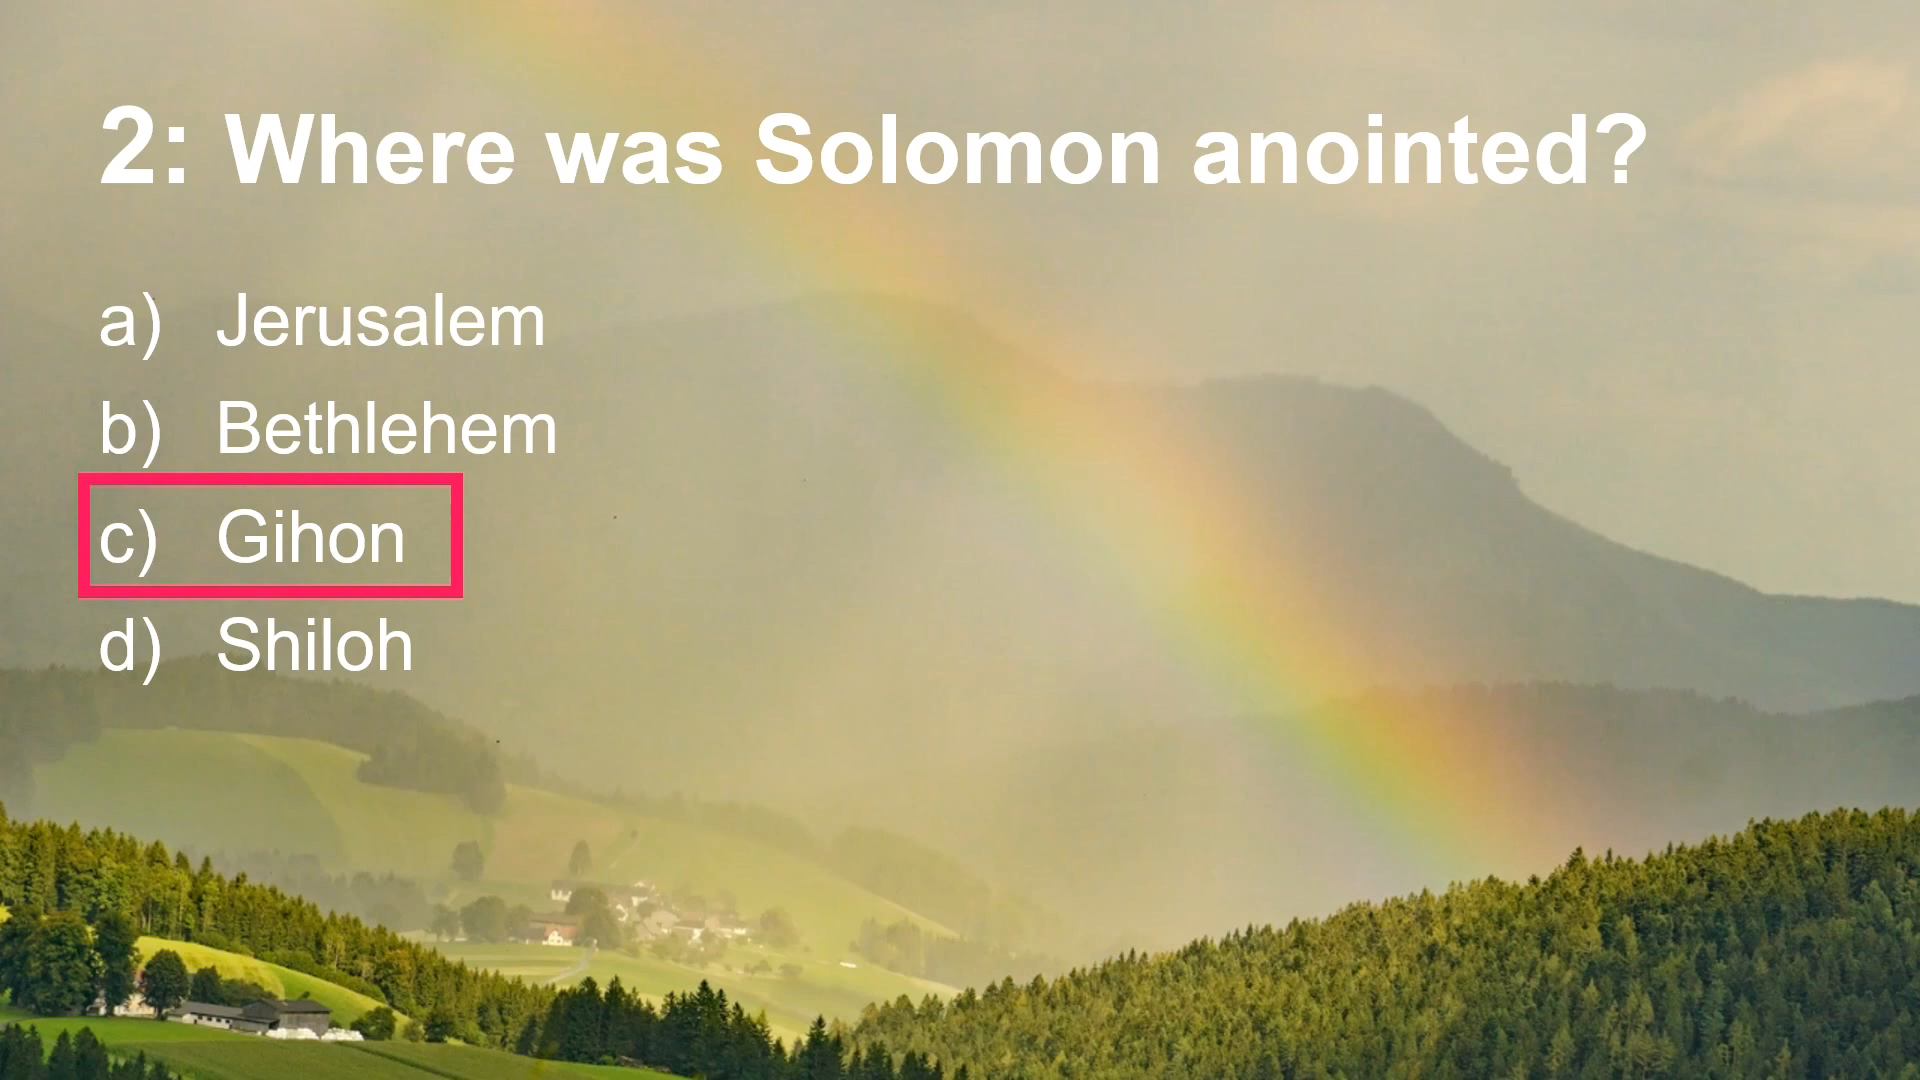 2: Where was Solomon anointed?
a) Jerusalem
b) Bethlehem
c) Gihon
d) Shiloh